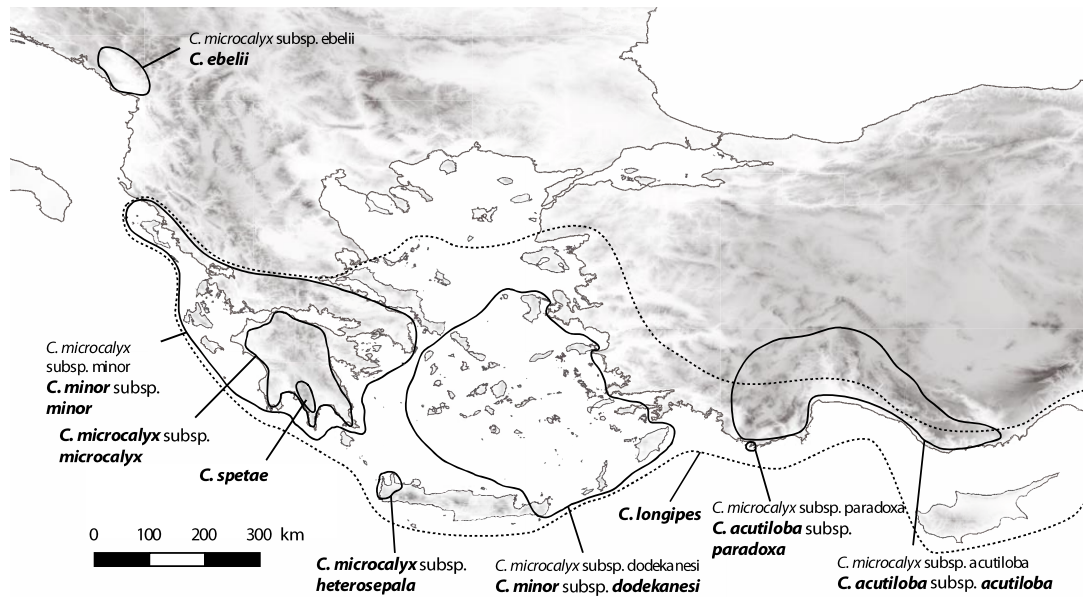 C. microcalyx subsp. ebelii
C. ebelii
C. microcalyx
subsp. minor
C. minor subsp.
minor
C. microcalyx subsp.
microcalyx
C. spetae
0 100 200 300 km
C. microcalyx subsp.
heterosepala
C. microcalyx subsp. dodekanesi
C. minor subsp. dodekanesi
C. longipes
C. microcalyx subsp. paradoxa
C. acutiloba subsp.
paradoxa
C. microcalyx subsp. acutiloba
C. acutiloba subsp. acutiloba